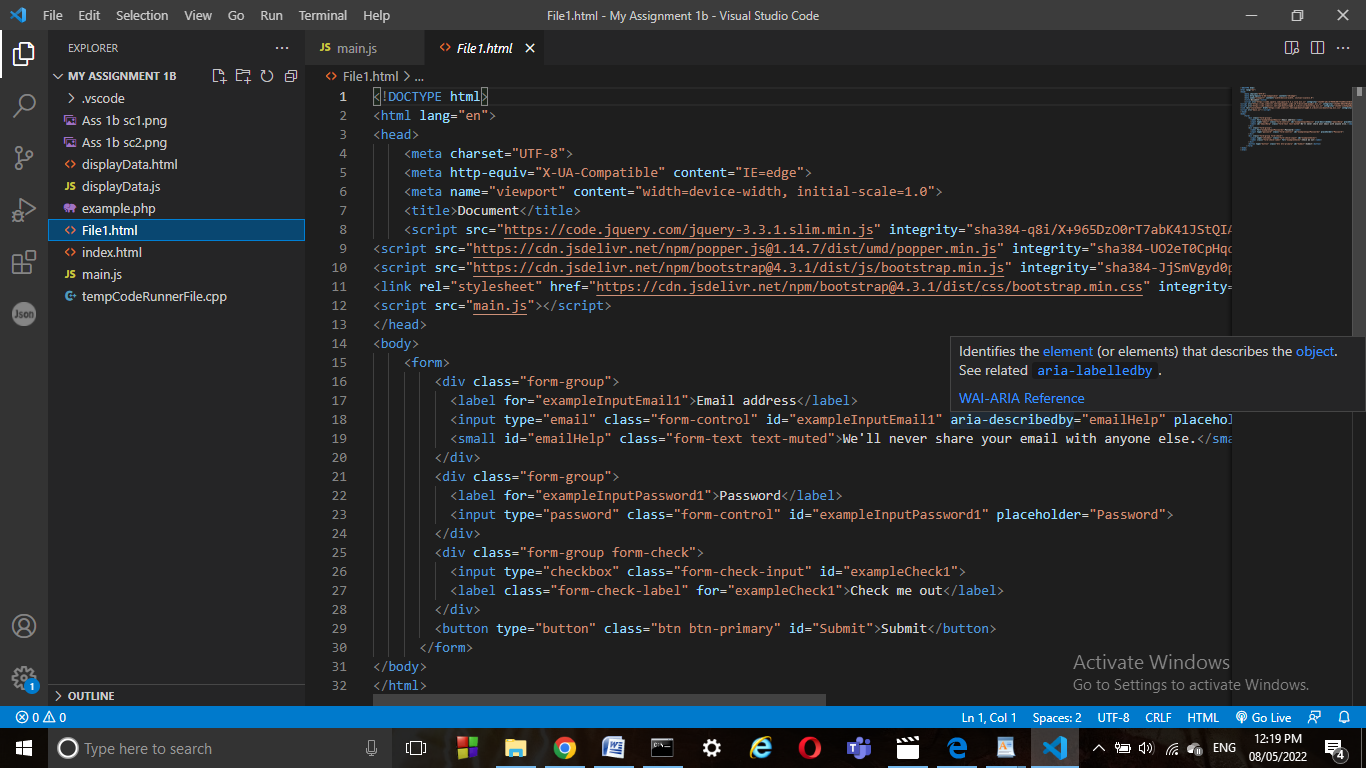 File Edit Selection View Go Run Terminal Help
File1.html - My Assignment 1b - Visual Studio Code
EXPLORER
MY ASSIGNMENT 1B
.vscode
Ass 1b sc1.png
Ass 1b sc2.png
displayData.html
JS displayData.js
example.php
File1.html
index.html
JS main.js
tempCodeRunnerFile.cpp
Json
1
OUTLINE
JS main.js
File1.html
File1.html > ...
1 <!DOCTYPE html>
2 <html lang="en">
3 <head>
4 <meta charset="UTF-8">
5 <meta http-equiv="X-UA-Compatible" content="IE=edge">
6 <meta name="viewport" content="width=device-width, initial-scale=1.0">
7 <title>Document</title>
8 <script src="https://code.jquery.com/jquery-3.3.1.slim.min.js" integrity="sha384-q8i/X+965DzO0rT7abK41JStQIA
9 <script src="https://cdn.jsdelivr.net/npm/popper.js@1.14.7/dist/umd/popper.min.js" integrity="sha384-UO2eT0CpHqd
10 <script src="https://cdn.jsdelivr.net/npm/bootstrap@4.3.1/dist/js/bootstrap.min.js" integrity="sha384-JjSmVgyd0p
11 <link rel="stylesheet" href="https://cdn.jsdelivr.net/npm/bootstrap@4.3.1/dist/css/bootstrap.min.css" integrity=
12 <script src="main.js"></script>
13 </head>
14 <body>
15 <form>
16 <div class="form-group">
17 <label for="exampleInputEmail1">Email address</label>
18 <input type="email" class="form-control" id="exampleInputEmail1" aria-describedby="emailHelp" placehol
19 <small id="emailHelp" class="form-text text-muted">We'll never share your email with anyone else.</sma
20 </div>
21 <div class="form-group">
22 <label for="exampleInputPassword1">Password</label>
23 <input type="password" class="form-control" id="exampleInputPassword1" placeholder="Password">
24 </div>
25 <div class="form-group form-check">
26 <input type="checkbox" class="form-check-input" id="exampleCheck1">
27 <label class="form-check-label" for="exampleCheck1">Check me out</label>
28 </div>
29 <button type="button" class="btn btn-primary" id="Submit">Submit</button>
30 </form>
31 </body>
32 </html>
Identifies the element (or elements) that describes the object.
See related aria-labelledby .
WAI-ARIA Reference
Activate Windows
Go to Settings to activate Windows.
0 0
Ln 1, Col 1 Spaces: 2 UTF-8 CRLF HTML Go Live
Type here to search
ENG
12:19 PM
08/05/2022
4